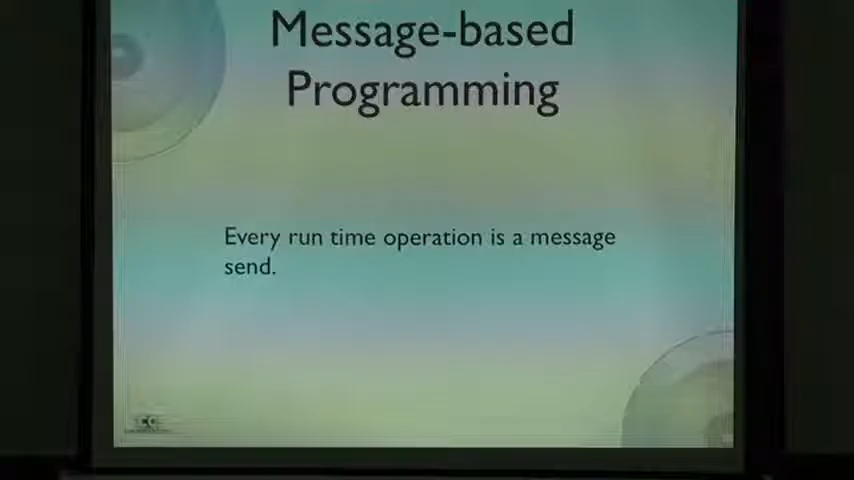 Message-based
Programming
Every run time operation is a message
send.